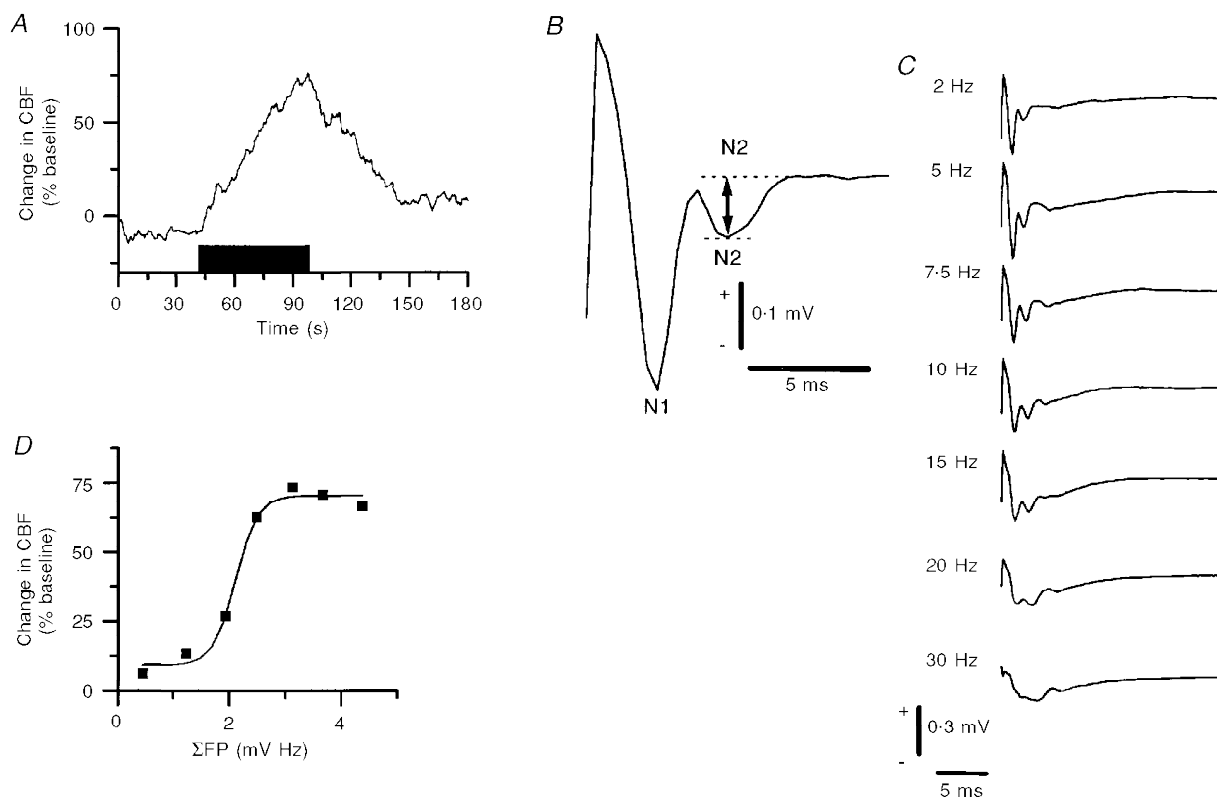 A
100
50
0
Change in CBF
(% baseline)
0 30 60 90 120 150 180
Time (s)
B
N2
N2
N1
+
-
0·1 mV
5 ms
C
2 Hz
5 Hz
7·5 Hz
10 Hz
15 Hz
20 Hz
30 Hz
+
-
0·3 mV
5 ms
D
75
50
25
0
Change in CBF
(% baseline)
0 2 4
ΣFP (mV Hz)